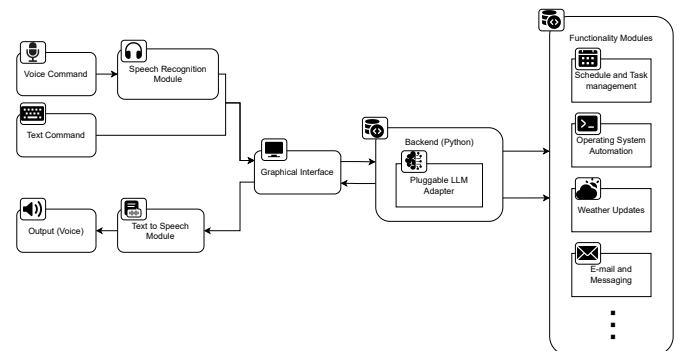 Voice Command
Speech Recognition
Module
Text Command
Graphical Interface
Output (Voice)
Text to Speech
Module
Backend (Python)
Pluggable LLM
Adapter
Functionality Modules
Schedule and Task
management
Operating System
Automation
Weather Updates
E-mail and
Messaging